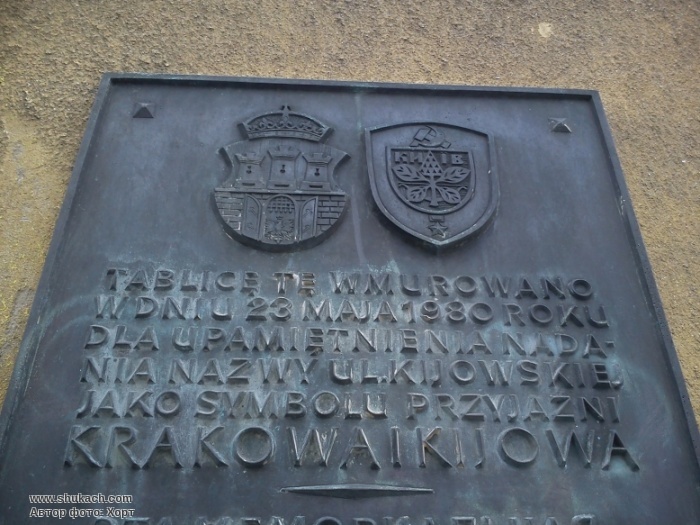 КИЇВ
TABLICĘ TĘ WMUROWANO
W DNIU 23 MAJA 1980 ROKU
DLA UPAMIĘTNIENIA NADA-
NIA NAZWY UL.KIJOWSKIEJ,
JAKO SYMBOLU PRZYJAŹNI
KRAKOWA I KIJOWA
www.shukach.com
Автор фото: Хорт